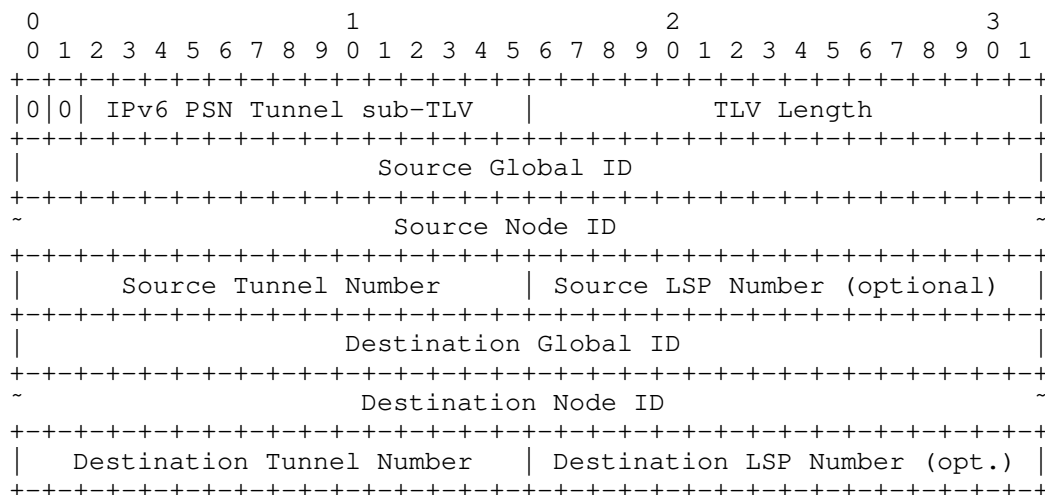 0                   1                   2                   3
 0 1 2 3 4 5 6 7 8 9 0 1 2 3 4 5 6 7 8 9 0 1 2 3 4 5 6 7 8 9 0 1
+-+-+-+-+-+-+-+-+-+-+-+-+-+-+-+-+-+-+-+-+-+-+-+-+-+-+-+-+-+-+-+-+
|0|0| IPv6 PSN Tunnel sub-TLV   |           TLV Length          |
+-+-+-+-+-+-+-+-+-+-+-+-+-+-+-+-+-+-+-+-+-+-+-+-+-+-+-+-+-+-+-+-+
|                      Source Global ID                         |
+-+-+-+-+-+-+-+-+-+-+-+-+-+-+-+-+-+-+-+-+-+-+-+-+-+-+-+-+-+-+-+-+
~                       Source Node ID                          ~
+-+-+-+-+-+-+-+-+-+-+-+-+-+-+-+-+-+-+-+-+-+-+-+-+-+-+-+-+-+-+-+-+
|      Source Tunnel Number     | Source LSP Number (optional)  |
+-+-+-+-+-+-+-+-+-+-+-+-+-+-+-+-+-+-+-+-+-+-+-+-+-+-+-+-+-+-+-+-+
|                    Destination Global ID                      |
+-+-+-+-+-+-+-+-+-+-+-+-+-+-+-+-+-+-+-+-+-+-+-+-+-+-+-+-+-+-+-+-+
~                     Destination Node ID                       ~
+-+-+-+-+-+-+-+-+-+-+-+-+-+-+-+-+-+-+-+-+-+-+-+-+-+-+-+-+-+-+-+-+
|   Destination Tunnel Number   | Destination LSP Number (opt.) |
+-+-+-+-+-+-+-+-+-+-+-+-+-+-+-+-+-+-+-+-+-+-+-+-+-+-+-+-+-+-+-+-+